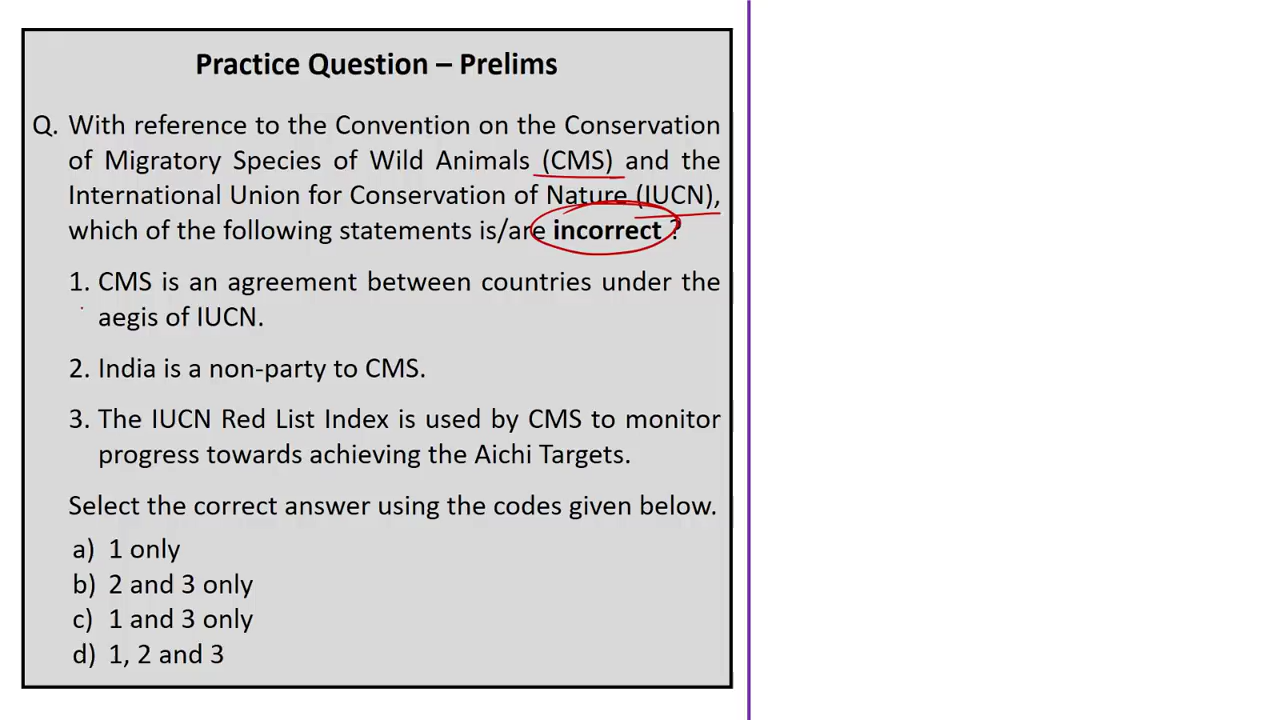 Practice Question – Prelims
Q. With reference to the Convention on the Conservation
of Migratory Species of Wild Animals (CMS) and the
International Union for Conservation of Nature (IUCN),
which of the following statements is/are incorrect ?
1. CMS is an agreement between countries under the
aegis of IUCN.
2. India is a non-party to CMS.
3. The IUCN Red List Index is used by CMS to monitor
progress towards achieving the Aichi Targets.
Select the correct answer using the codes given below.
a) 1 only
b) 2 and 3 only
c) 1 and 3 only
d) 1, 2 and 3